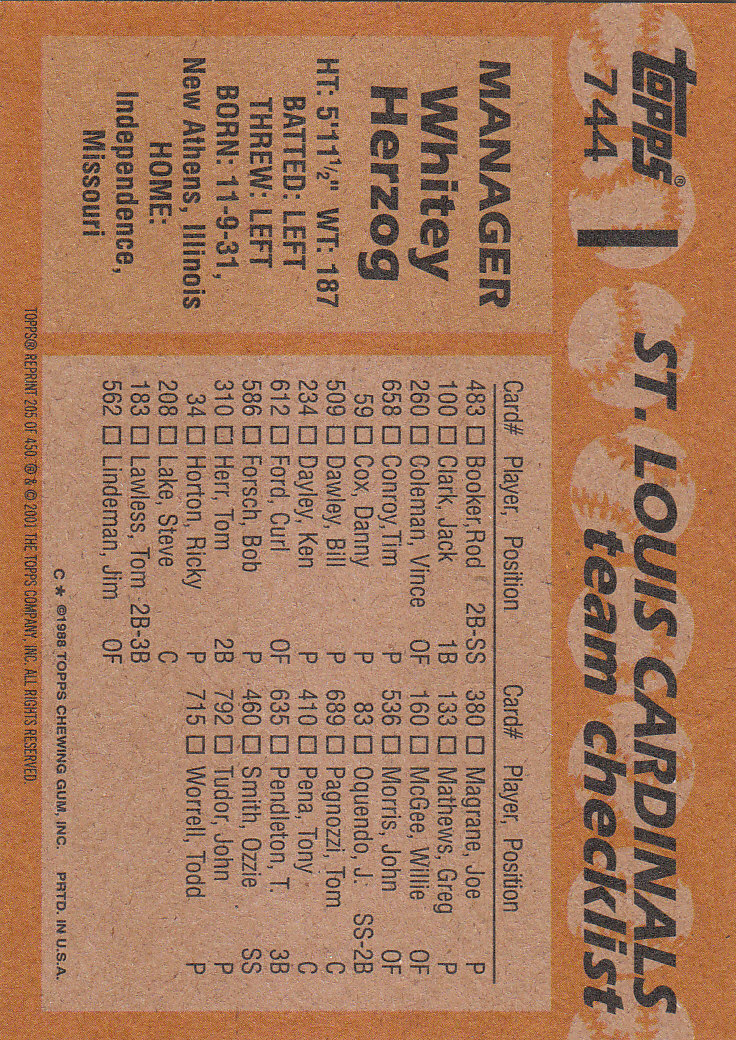 topps®
744
ST. LOUIS CARDINALS
team checklist
MANAGER
Whitey
Herzog
HT: 5'11½" WT: 187
BATTED: LEFT
THREW: LEFT
BORN: 11-9-31,
New Athens, Illinois
HOME:
Independence,
Missouri
Card# Player, Position
483 □ Booker, Rod 2B-SS
100 □ Clark, Jack 1B
260 □ Coleman, Vince OF
658 □ Conroy, Tim P
59 □ Cox, Danny P
509 □ Dawley, Bill P
234 □ Dayley, Ken P
612 □ Ford, Curt OF
586 □ Forsch, Bob P
310 □ Herr, Tom 2B
34 □ Horton, Ricky P
208 □ Lake, Steve C
183 □ Lawless, Tom 2B-3B
562 □ Lindeman, Jim OF
Card# Player, Position
380 □ Magrane, Joe P
133 □ Mathews, Greg P
160 □ McGee, Willie OF
536 □ Morris, John OF
83 □ Oquendo, J. SS-2B
689 □ Pagnozzi, Tom C
410 □ Pena, Tony C
635 □ Pendleton, T. 3B
460 □ Smith, Ozzie SS
792 □ Tudor, John P
715 □ Worrell, Todd P
C * ©1988 TOPPS CHEWING GUM, INC. PRTD. IN U.S.A.
TOPPS® REPRINT 205 OF 450 ® & © 2001 THE TOPPS COMPANY, INC. ALL RIGHTS RESERVED